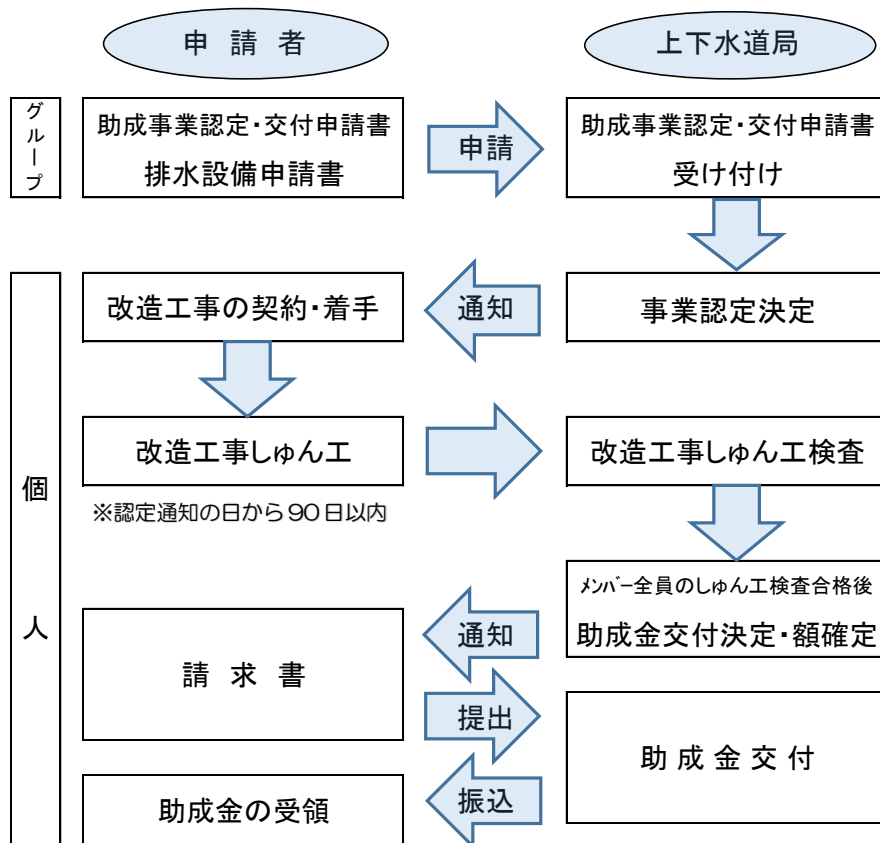 申 請 者
上下水道局
グループ
助成事業認定・交付申請書
排水設備申請書
申請
助成事業認定・交付申請書
受け付け
個人
改造工事の契約・着手
通知
事業認定決定
改造工事しゅん工
※認定通知の日から90日以内
改造工事しゅん工検査
メンバー全員のしゅん工検査合格後
助成金交付決定・額確定
通知
請 求 書
提出
助 成 金 交 付
振込
助成金の受領